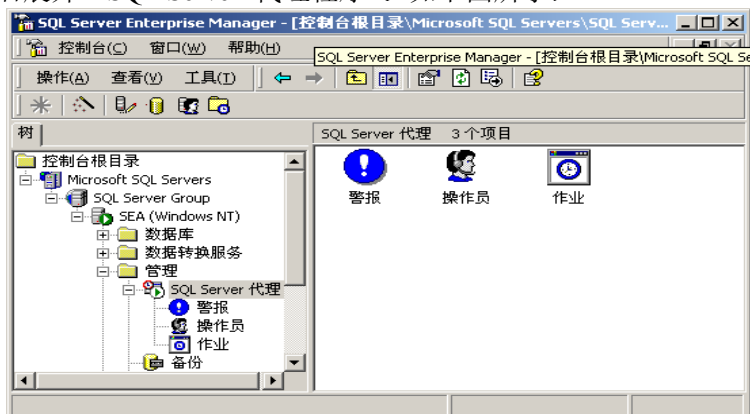 SQL Server Enterprise Manager - [控制台根目录\Microsoft SQL Servers\SQL Serv...
控制台(C) 窗口(W) 帮助(H)
SQL Server Enterprise Manager - [控制台根目录\Microsoft SQL Se
操作(A) 查看(V) 工具(T)
树
SQL Server 代理 3 个项目
控制台根目录
Microsoft SQL Servers
SQL Server Group
SEA (Windows NT)
数据库
数据转换服务
管理
SQL Server 代理
警报
操作员
作业
备份
警报
操作员
作业